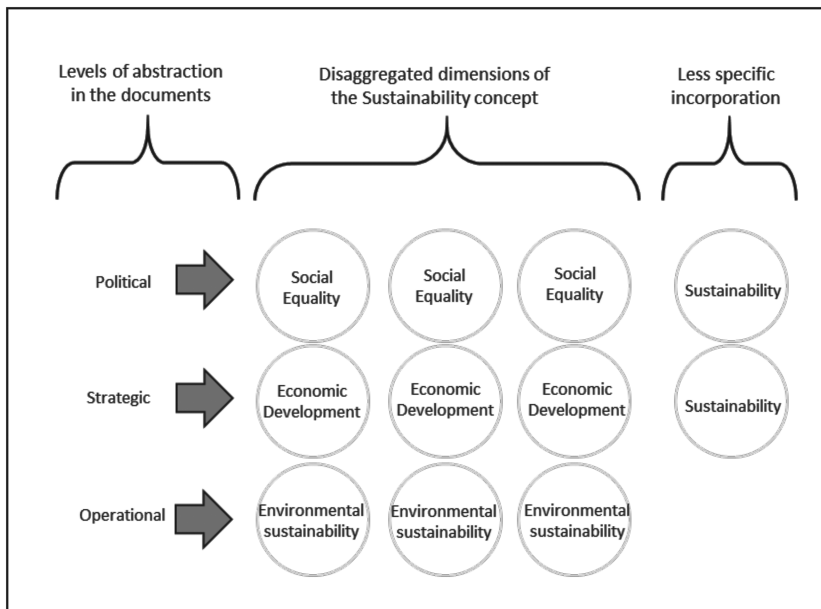 Levels of abstraction
in the documents
Disaggregated dimensions of
the Sustainability concept
Less specific
incorporation
Political
Social
Equality
Social
Equality
Social
Equality
Sustainability
Strategic
Economic
Development
Economic
Development
Economic
Development
Sustainability
Operational
Environmental
sustainability
Environmental
sustainability
Environmental
sustainability